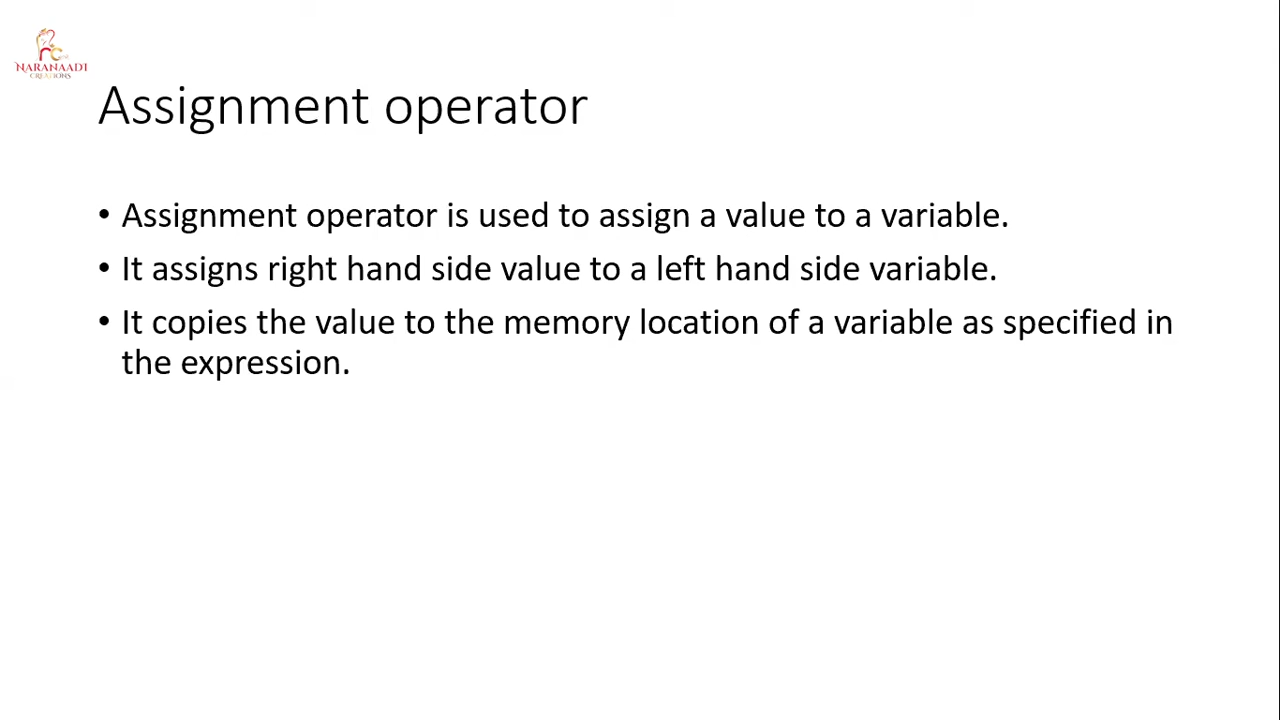 NARANAADI
CREATIONS
Assignment operator
• Assignment operator is used to assign a value to a variable.
• It assigns right hand side value to a left hand side variable.
• It copies the value to the memory location of a variable as specified in
the expression.